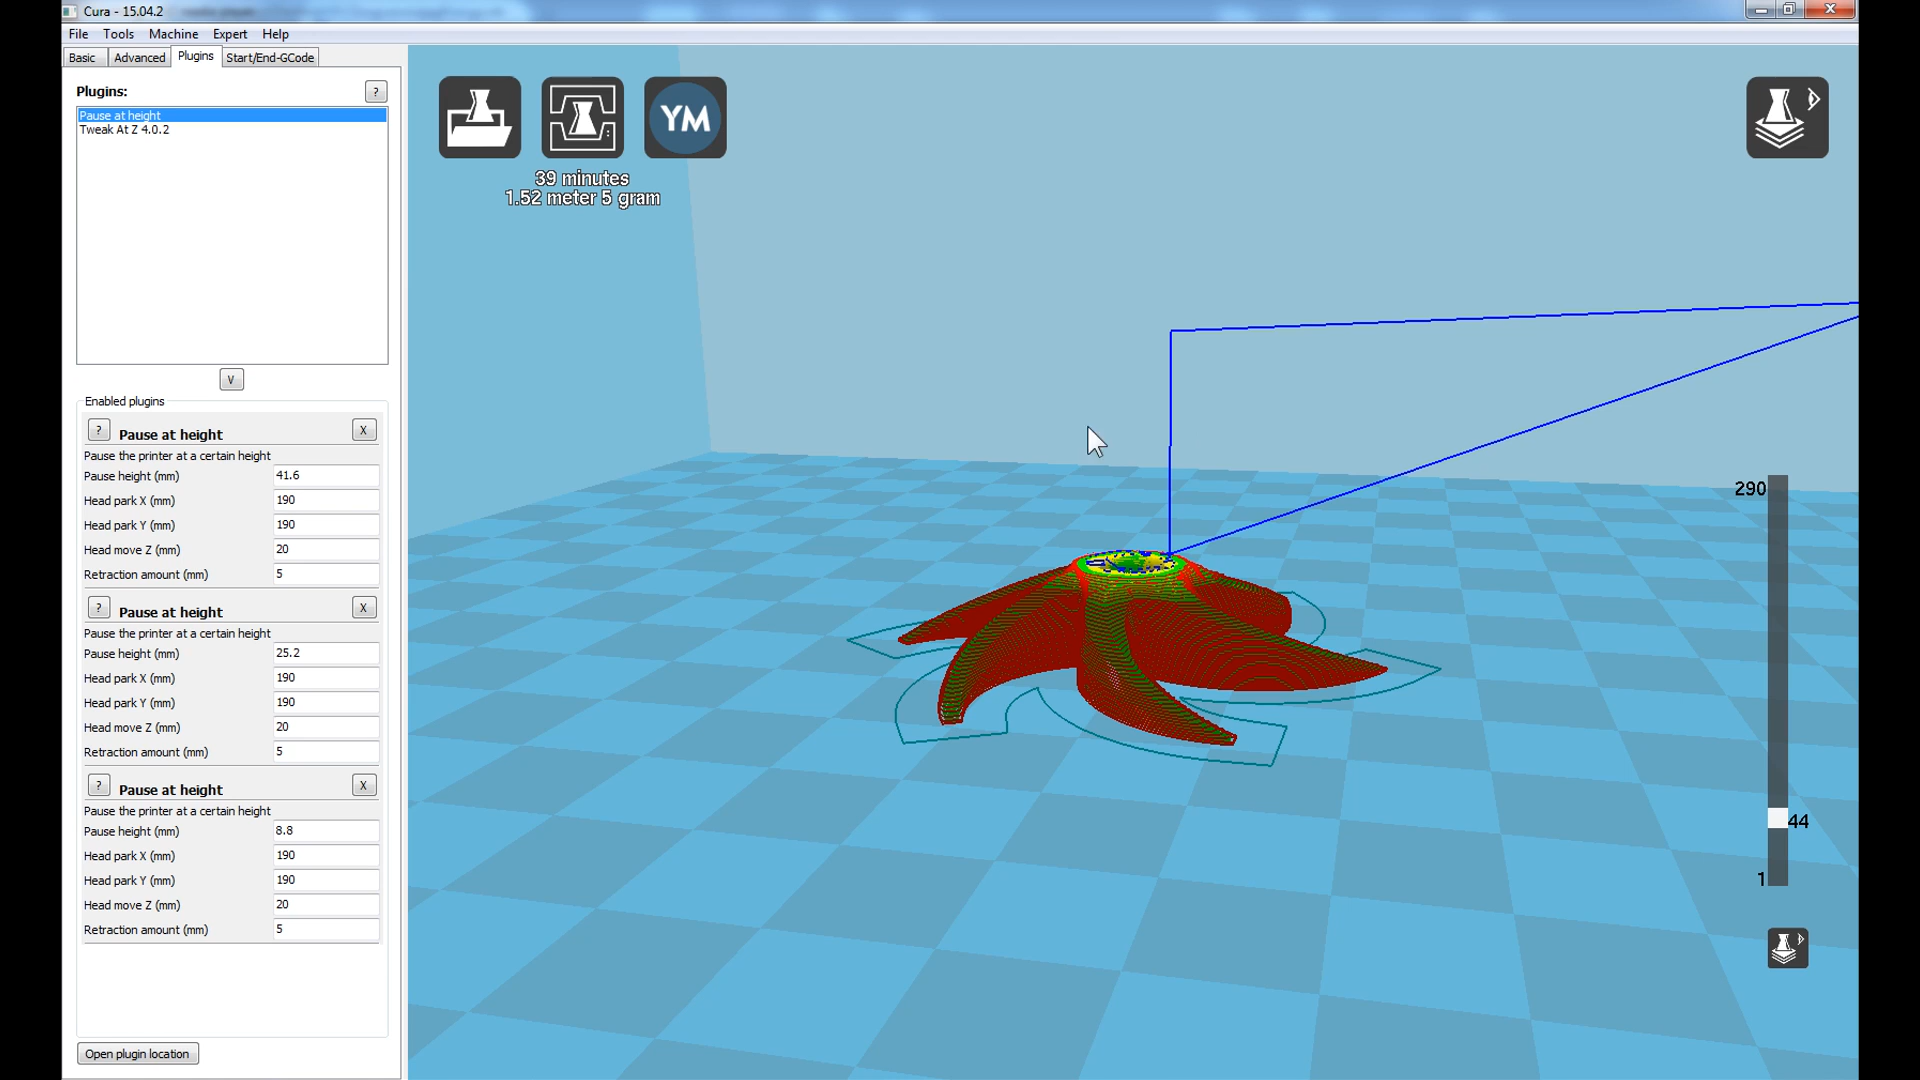 Cura - 15.04.2
File Tools Machine Expert Help
Basic Advanced Plugins Start/End-GCode
Plugins:
?
Pause at height
Tweak At Z 4.0.2
V
Enabled plugins
? Pause at height X
Pause the printer at a certain height
Pause height (mm) 41.6
Head park X (mm) 190
Head park Y (mm) 190
Head move Z (mm) 20
Retraction amount (mm) 5
? Pause at height X
Pause the printer at a certain height
Pause height (mm) 25.2
Head park X (mm) 190
Head park Y (mm) 190
Head move Z (mm) 20
Retraction amount (mm) 5
? Pause at height X
Pause the printer at a certain height
Pause height (mm) 8.8
Head park X (mm) 190
Head park Y (mm) 190
Head move Z (mm) 20
Retraction amount (mm) 5
Open plugin location
YM
39 minutes
1.52 meter 5 gram
290
44
1